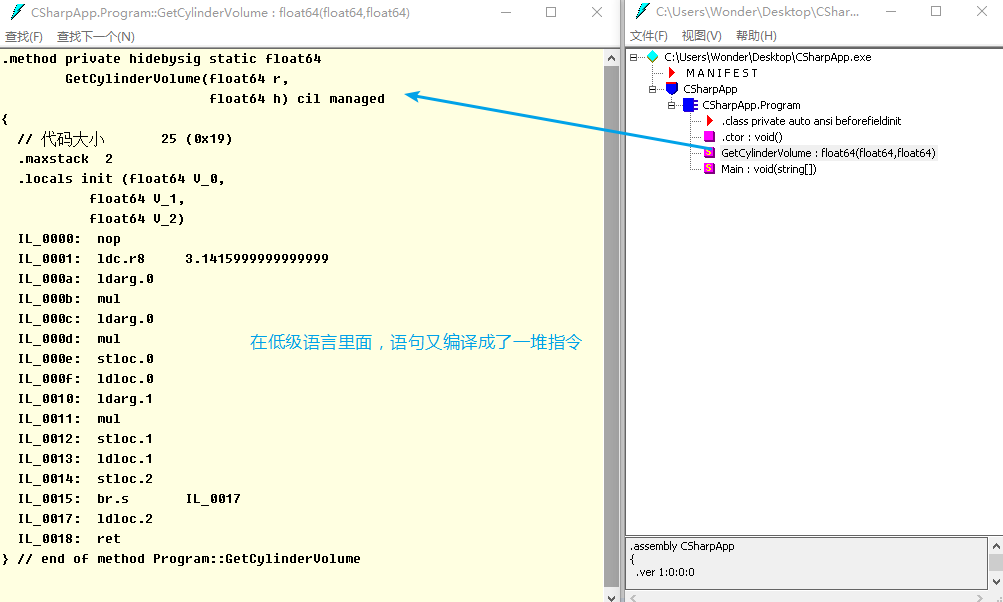 CSharpApp.Program::GetCylinderVolume : float64(float64,float64)
查找(F) 查找下一个(N)
.method private hidebysig static float64
GetCylinderVolume(float64 r,
float64 h) cil managed
{
// 代码大小 25 (0x19)
.maxstack 2
.locals init (float64 V_0,
float64 V_1,
float64 V_2)
IL_0000: nop
IL_0001: ldc.r8 3.1415999999999999
IL_000a: ldarg.0
IL_000b: mul
IL_000c: ldarg.0
IL_000d: mul
IL_000e: stloc.0
IL_000f: ldloc.0
IL_0010: ldarg.1
IL_0011: mul
IL_0012: stloc.1
IL_0013: ldloc.1
IL_0014: stloc.2
IL_0015: br.s IL_0017
IL_0017: ldloc.2
IL_0018: ret
} // end of method Program::GetCylinderVolume
在低级语言里面，语句又编译成了一堆指令
C:\Users\Wonder\Desktop\CShar...
文件(F) 视图(V) 帮助(H)
C:\Users\Wonder\Desktop\CSharpApp.exe
M A N I F E S T
CSharpApp
CSharpApp.Program
.class private auto ansi beforefieldinit
.ctor : void()
GetCylinderVolume : float64(float64,float64)
Main : void(string[])
.assembly CSharpApp
{
.ver 1:0:0:0